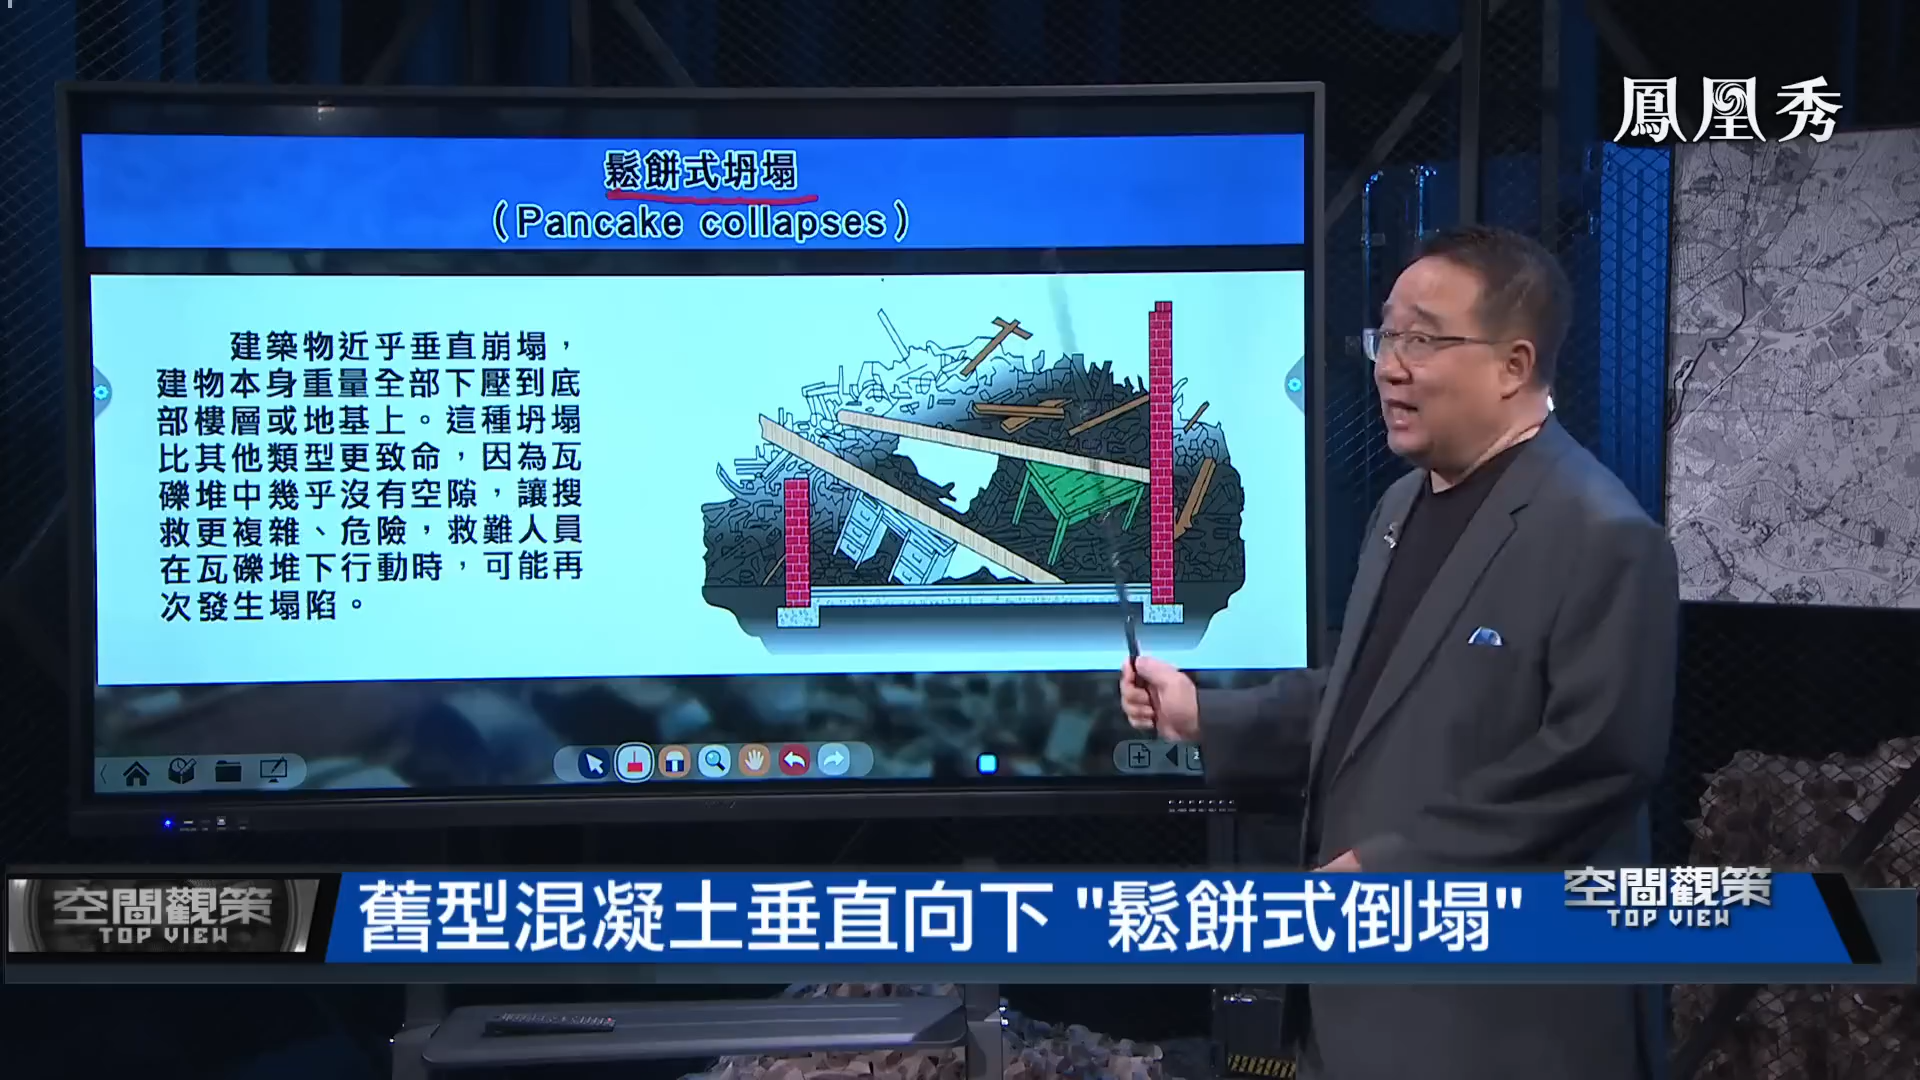 鳳凰秀
鬆餅式坍塌
(Pancake collapses)
建築物近乎垂直崩塌，
建物本身重量全部下壓到底
部樓層或地基上。這種坍塌
比其他類型更致命，因為瓦
礫堆中幾乎沒有空隙，讓搜
救更複雜、危險，救難人員
在瓦礫堆下行動時，可能再
次發生塌陷。
空間觀策
TOP VIEW
舊型混凝土垂直向下 "鬆餅式倒塌"
空間觀策
TOP VIEW